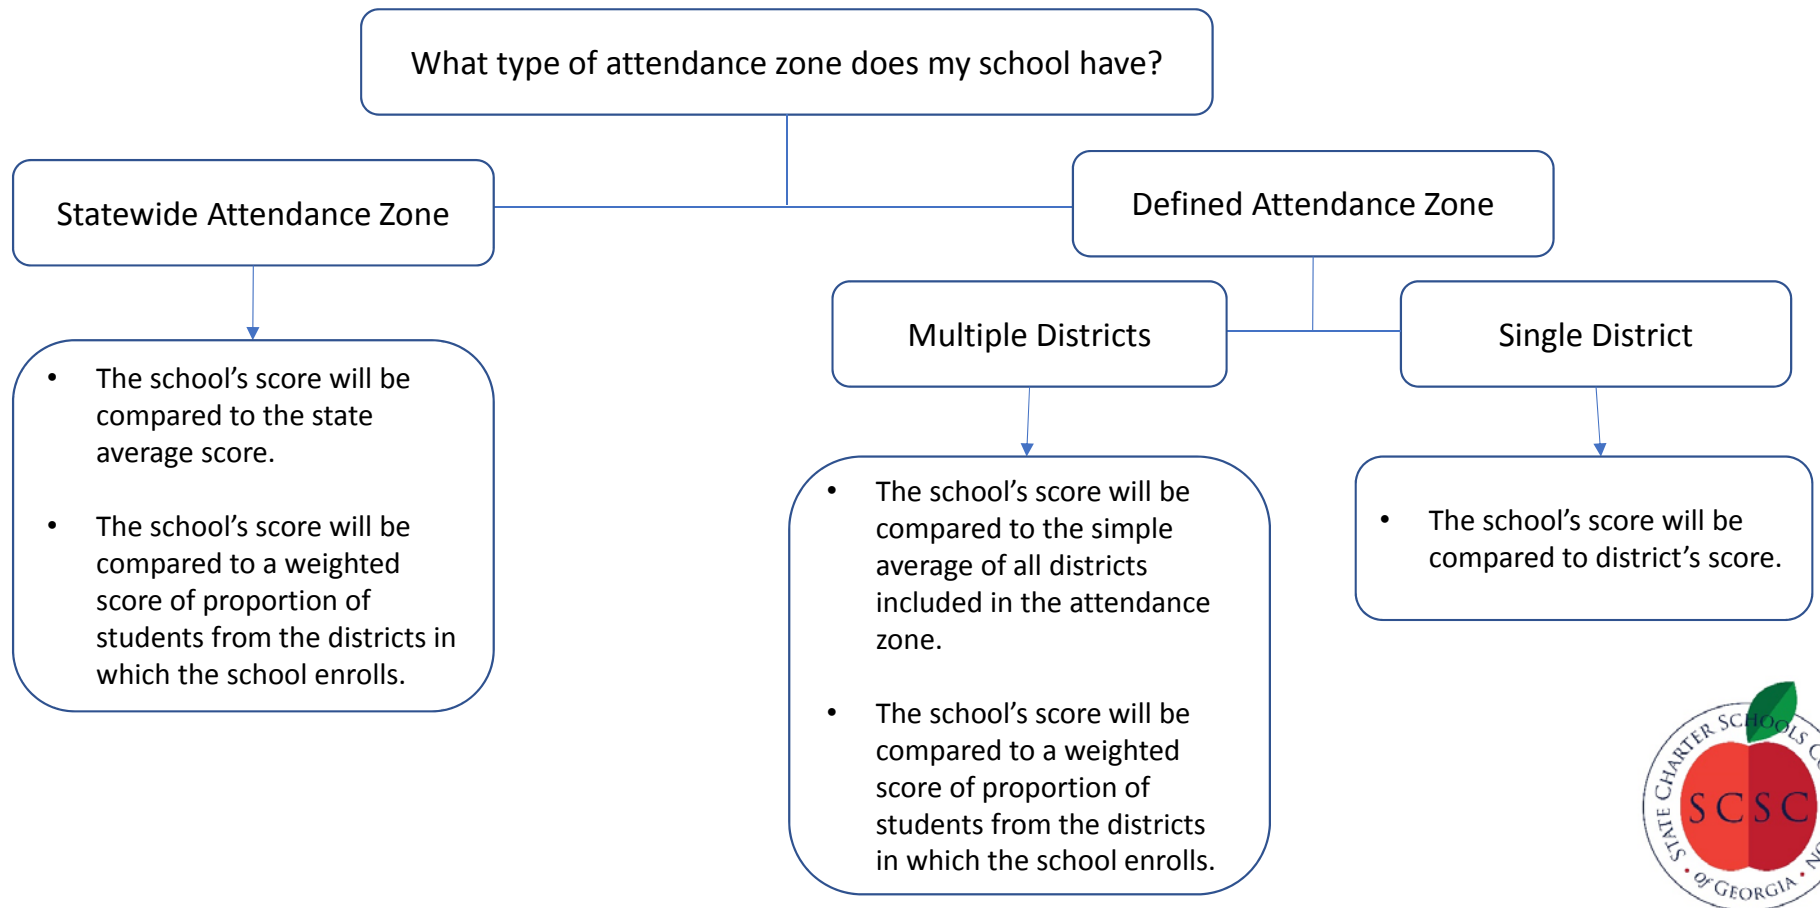 What type of attendance zone does my school have?
Statewide Attendance Zone
Defined Attendance Zone
Multiple Districts
Single District
• The school’s score will be
compared to the state
average score.
• The school’s score will be
compared to a weighted
score of proportion of
students from the districts in
which the school enrolls.
• The school’s score will be
compared to the simple
average of all districts
included in the attendance
zone.
• The school’s score will be
compared to a weighted
score of proportion of
students from the districts
in which the school enrolls.
• The school’s score will be
compared to district’s score.
STATE CHARTER SCHOOLS
SCSC
of GEORGIA